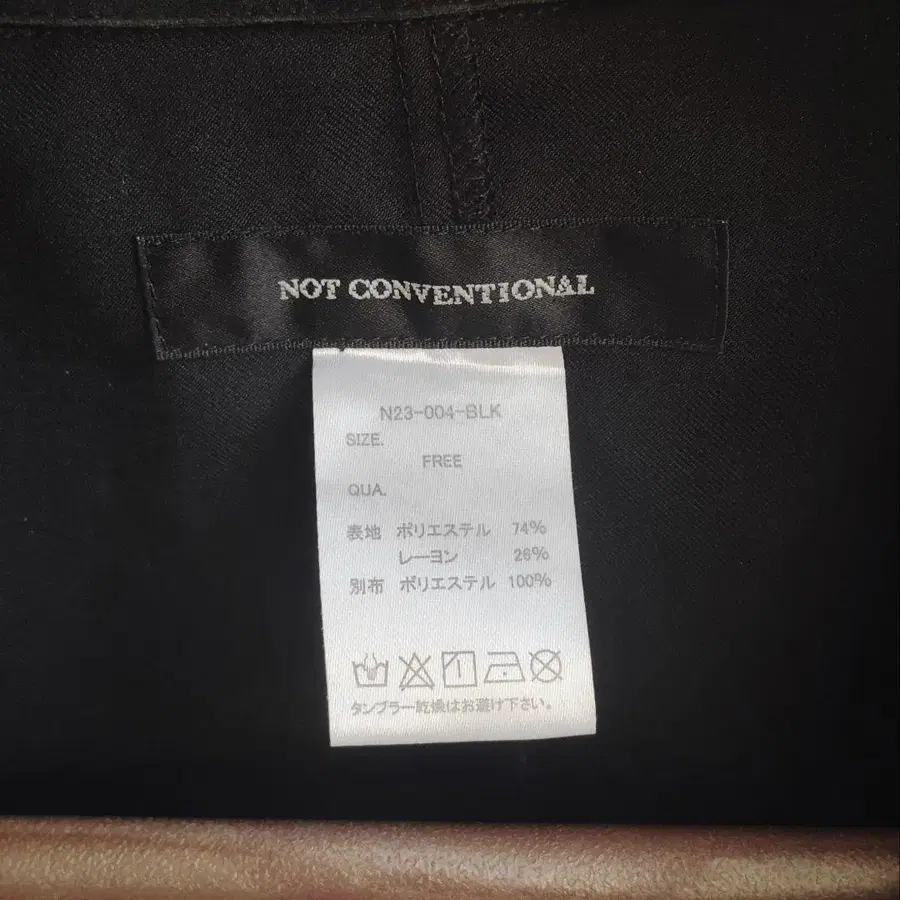 NOT CONVENTIONAL
N23-004-BLK
SIZE.
FREE
QUA.
表地 ポリエステル 74%
レーヨン 26%
別布 ポリエステル 100%
タンブラー乾燥はお避け下さい。